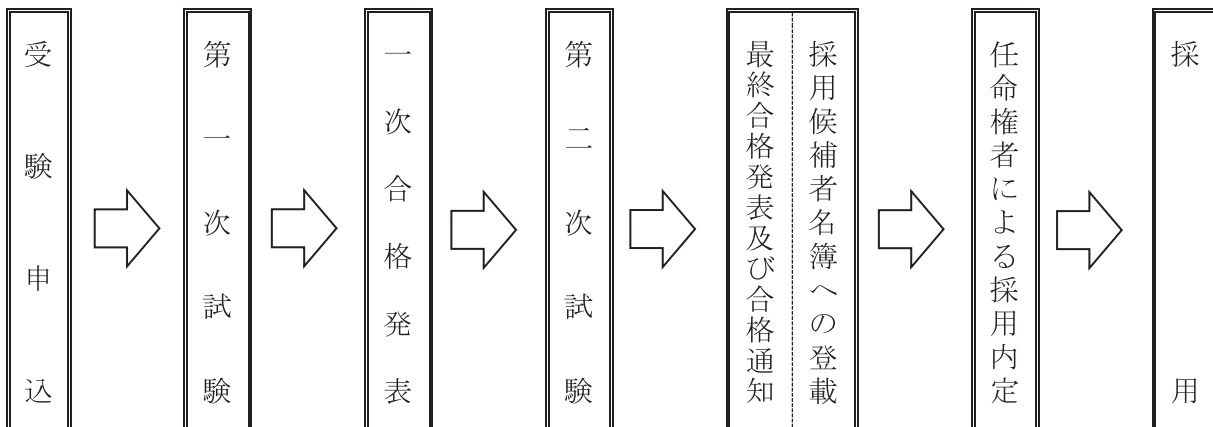 受験申込
第一次試験
一次合格発表
第二次試験
採用候補者名簿への登載
最終合格発表及び合格通知
任命権者による採用内定
採用